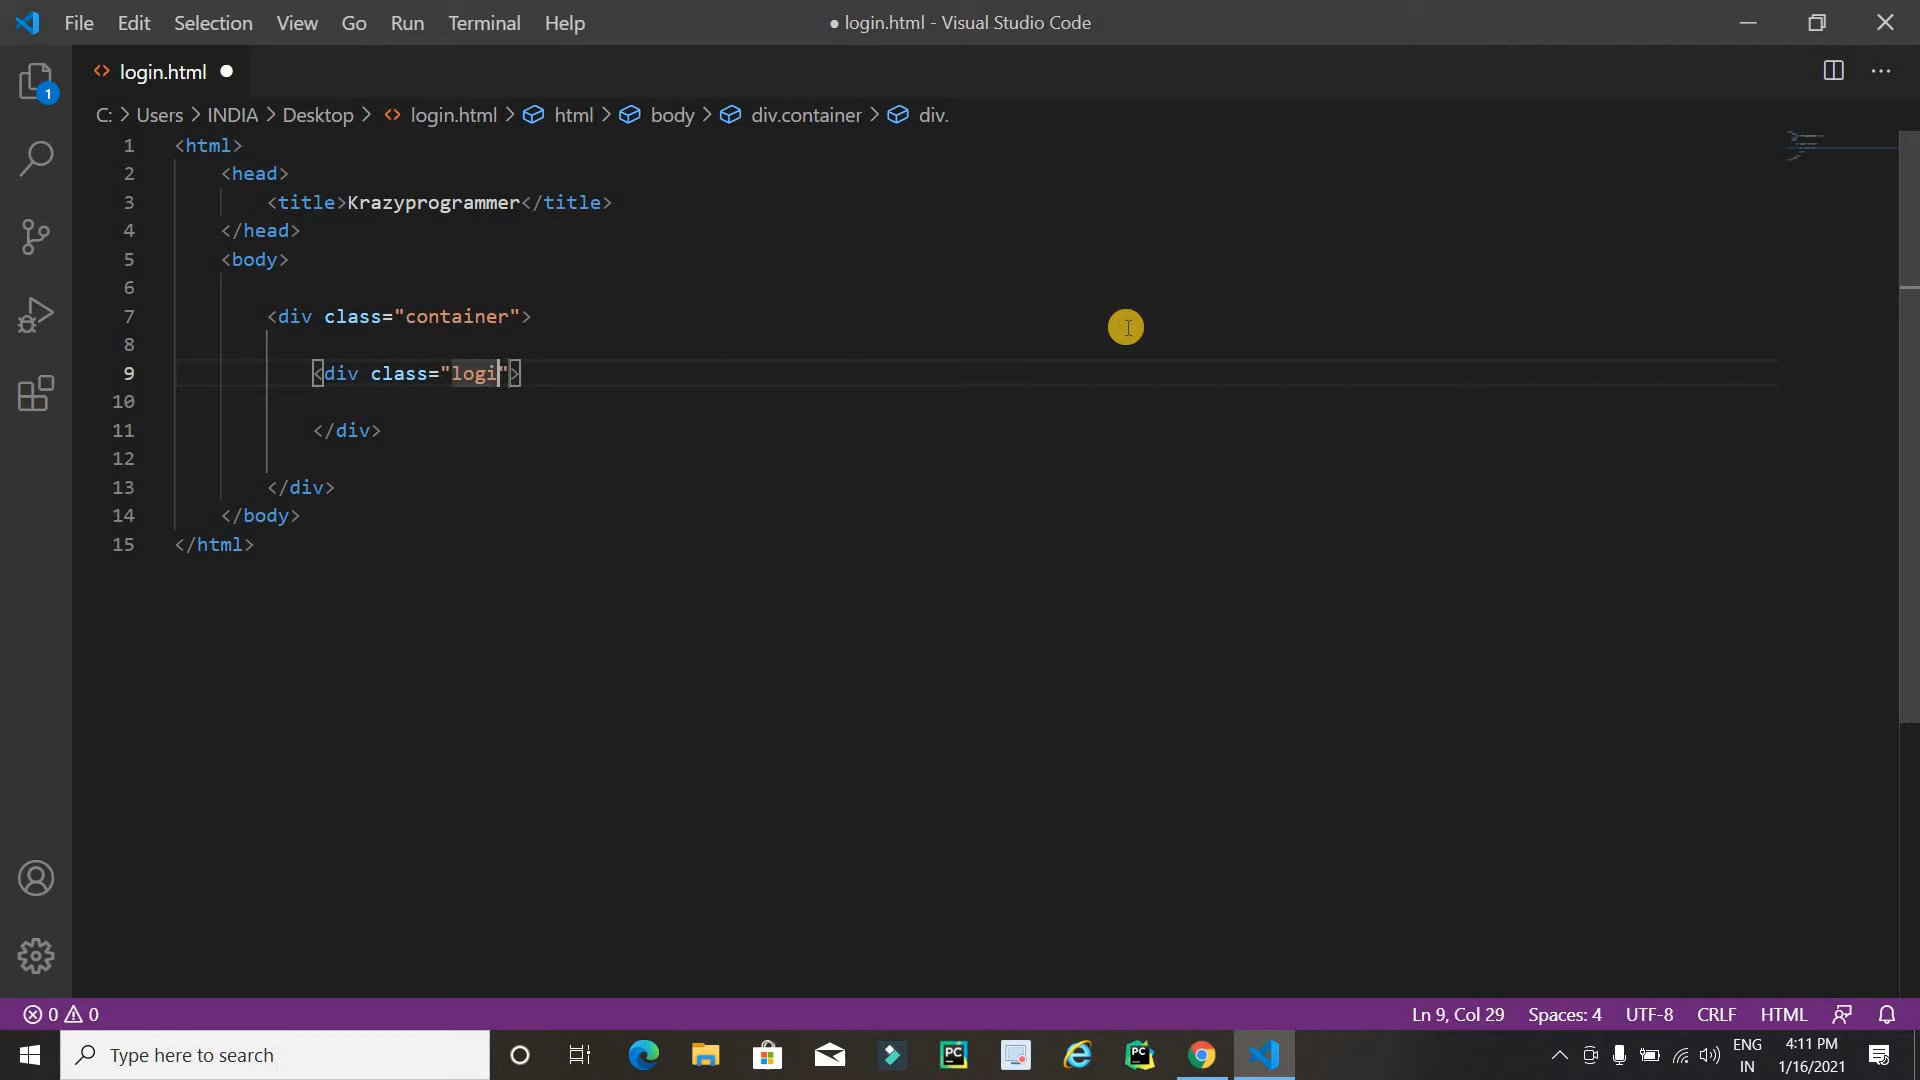 File Edit Selection View Go Run Terminal Help
● login.html - Visual Studio Code
1
<> login.html ●
C: > Users > INDIA > Desktop > <> login.html > html > body > div.container > div.
1 <html>
2 <head>
3 <title>Krazyprogrammer</title>
4 </head>
5 <body>
6
7 <div class="container">
8
9 <div class="logi">
10
11 </div>
12
13 </div>
14 </body>
15 </html>
0 0
Ln 9, Col 29 Spaces: 4 UTF-8 CRLF HTML
Type here to search
PC
PC
ENG
IN
4:11 PM
1/16/2021